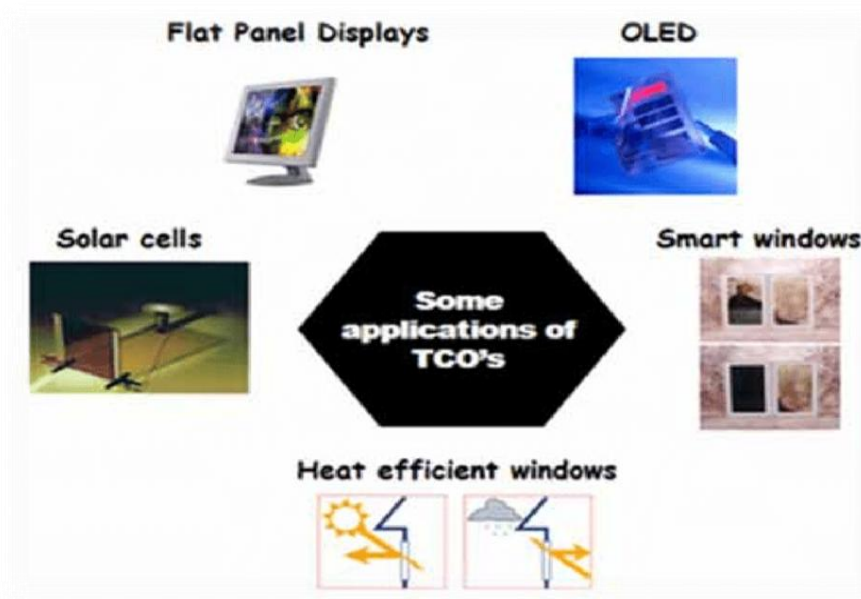 Flat Panel Displays
OLED
Solar cells
Smart windows
Some
applications of
TCO's
Heat efficient windows